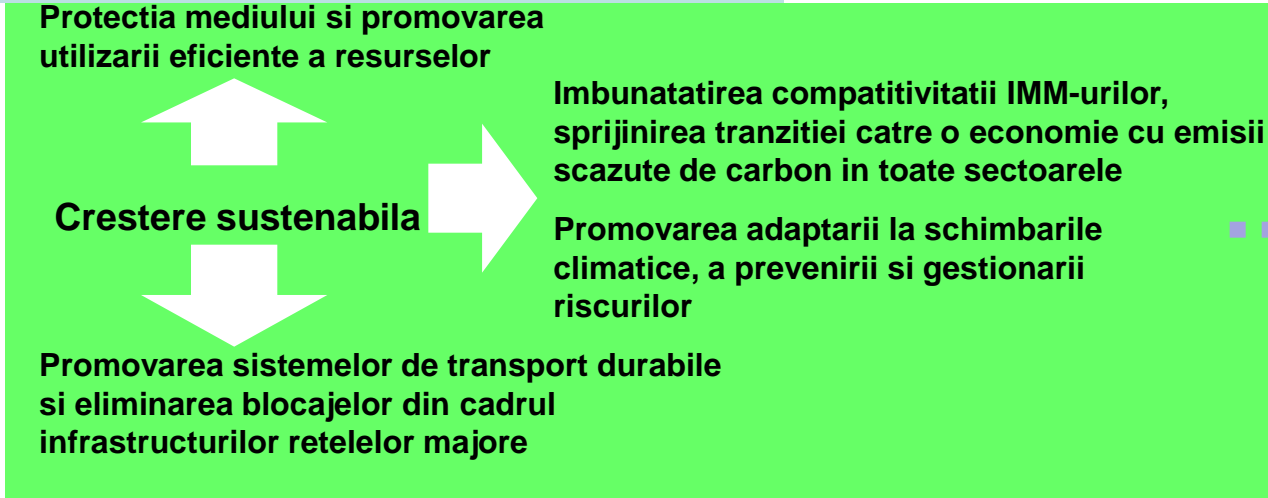 Protectia mediului si promovarea
utilizarii eficiente a resurselor
Imbunatatirea compatitivitatii IMM-urilor,
sprijinirea tranzitiei catre o economie cu emisii
scazute de carbon in toate sectoarele
Crestere sustenabila
Promovarea adaptarii la schimbarile
climatice, a prevenirii si gestionarii
riscurilor
Promovarea sistemelor de transport durabile
si eliminarea blocajelor din cadrul
infrastructurilor retelelor majore